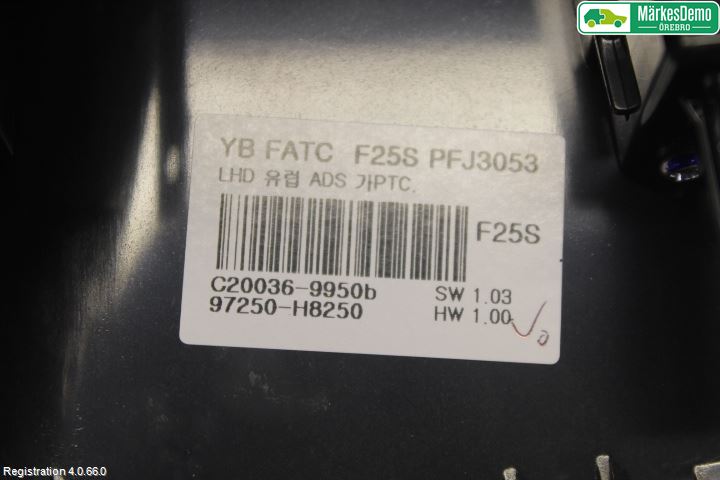 MärkesDemo
ÖREBRO
YB FATC F25S PFJ3053
LHD 유럽 ADS 가PTC.
F25S
C20036-9950b
SW 1.03
97250-H8250
HW 1.00
Registration 4.0.66.0